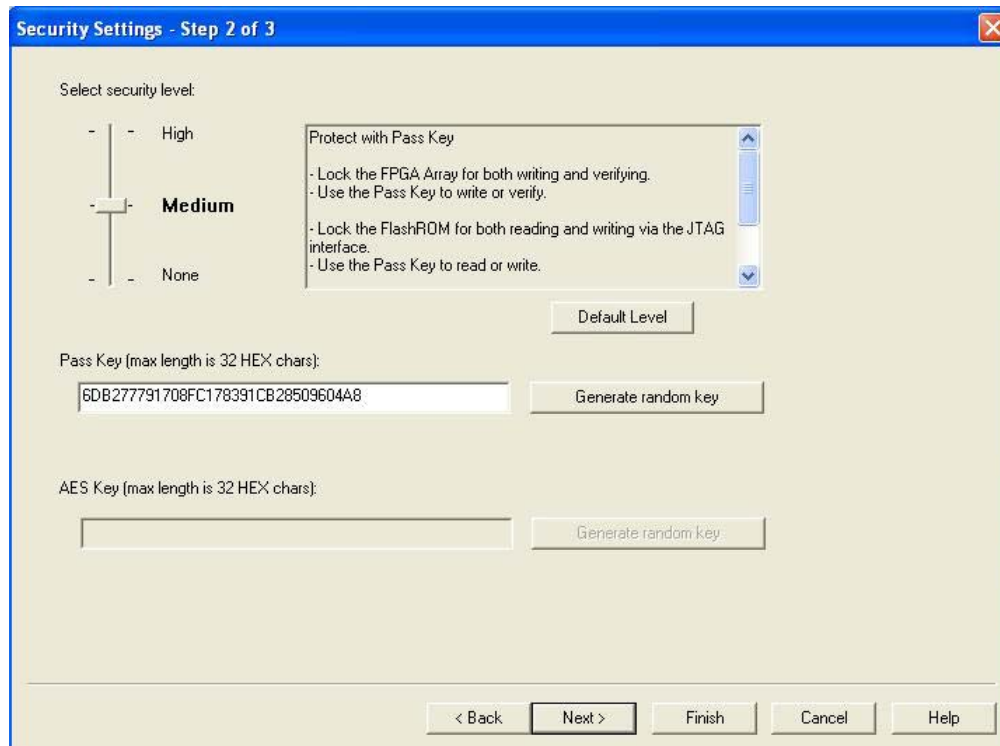 Security Settings - Step 2 of 3
Select security level:
High
Medium
None
Protect with Pass Key
- Lock the FPGA Array for both writing and verifying.
- Use the Pass Key to write or verify.
- Lock the FlashROM for both reading and writing via the JTAG
interface.
- Use the Pass Key to read or write.
Default Level
Pass Key (max length is 32 HEX chars):
6DB277791708FC178391CB28509604A8
Generate random key
AES Key (max length is 32 HEX chars):
Generate random key
< Back
Next >
Finish
Cancel
Help